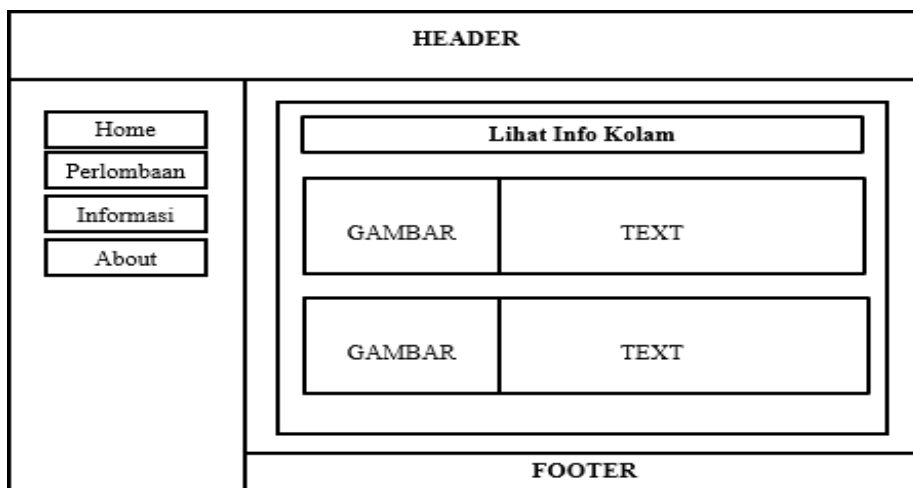 HEADER
Home
Perlombaan
Informasi
About
Lihat Info Kolam
GAMBAR
TEXT
GAMBAR
TEXT
FOOTER